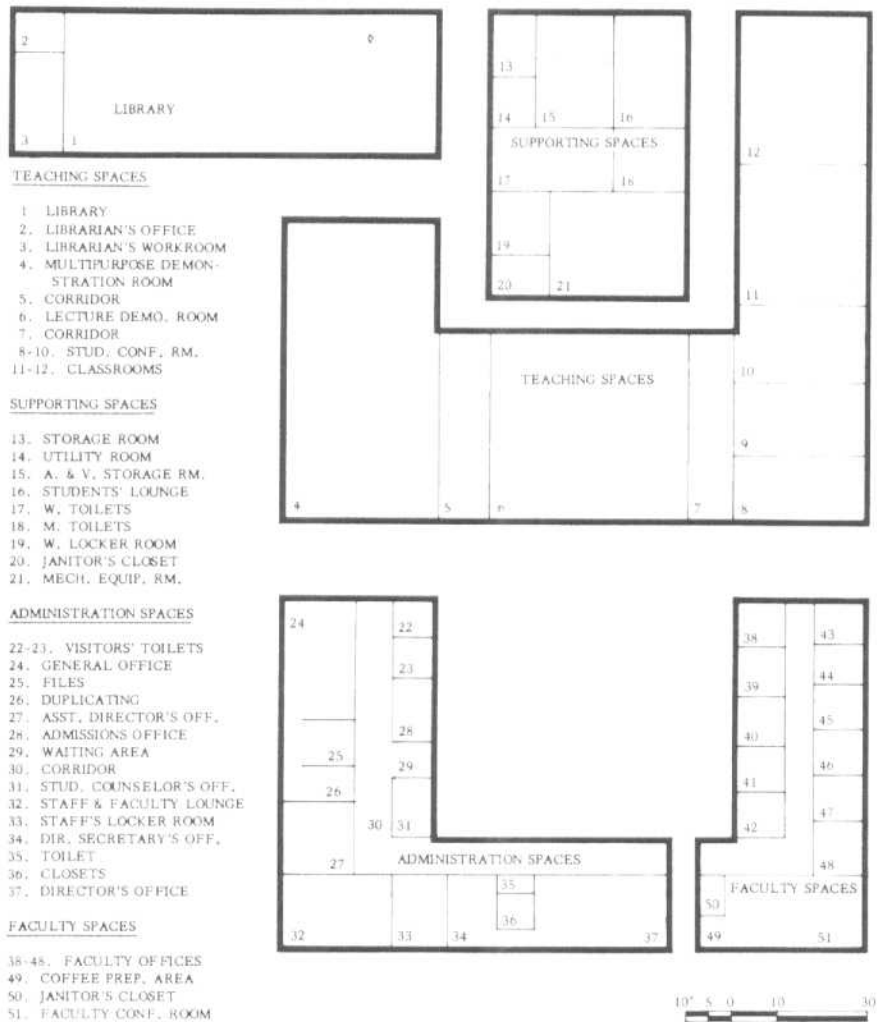 2
3
1
LIBRARY
13
14
15
16
SUPPORTING SPACES
17
18
19
20
21
12
11
10
9
8
TEACHING SPACES
4
5
6
7
TEACHING SPACES
1 LIBRARY
2. LIBRARIAN'S OFFICE
3. LIBRARIAN'S WORKROOM
4. MULTIPURPOSE DEMON-
STRATION ROOM
5. CORRIDOR
6. LECTURE DEMO. ROOM
7. CORRIDOR
8-10. STUD. CONF. RM.
11-12. CLASSROOMS
SUPPORTING SPACES
13. STORAGE ROOM
14. UTILITY ROOM
15. A. & V. STORAGE RM.
16. STUDENTS' LOUNGE
17. W. TOILETS
18. M. TOILETS
19. W. LOCKER ROOM
20. JANITOR'S CLOSET
21. MECH. EQUIP. RM.
ADMINISTRATION SPACES
22-23. VISITORS' TOILETS
24. GENERAL OFFICE
25. FILES
26. DUPLICATING
27. ASST. DIRECTOR'S OFF.
28. ADMISSIONS OFFICE
29. WAITING AREA
30. CORRIDOR
31. STUD. COUNSELOR'S OFF.
32. STAFF & FACULTY LOUNGE
33. STAFF'S LOCKER ROOM
34. DIR. SECRETARY'S OFF.
35. TOILET
36. CLOSETS
37. DIRECTOR'S OFFICE
FACULTY SPACES
38-48. FACULTY OFFICES
49. COFFEE PREP. AREA
50. JANITOR'S CLOSET
51. FACULTY CONF. ROOM
24
22
23
28
25
29
26
30
31
27
ADMINISTRATION SPACES
35
36
32
33
34
37
38
43
39
44
40
45
41
46
42
47
48
FACULTY SPACES
50
49
51
10' 5 0 10 30